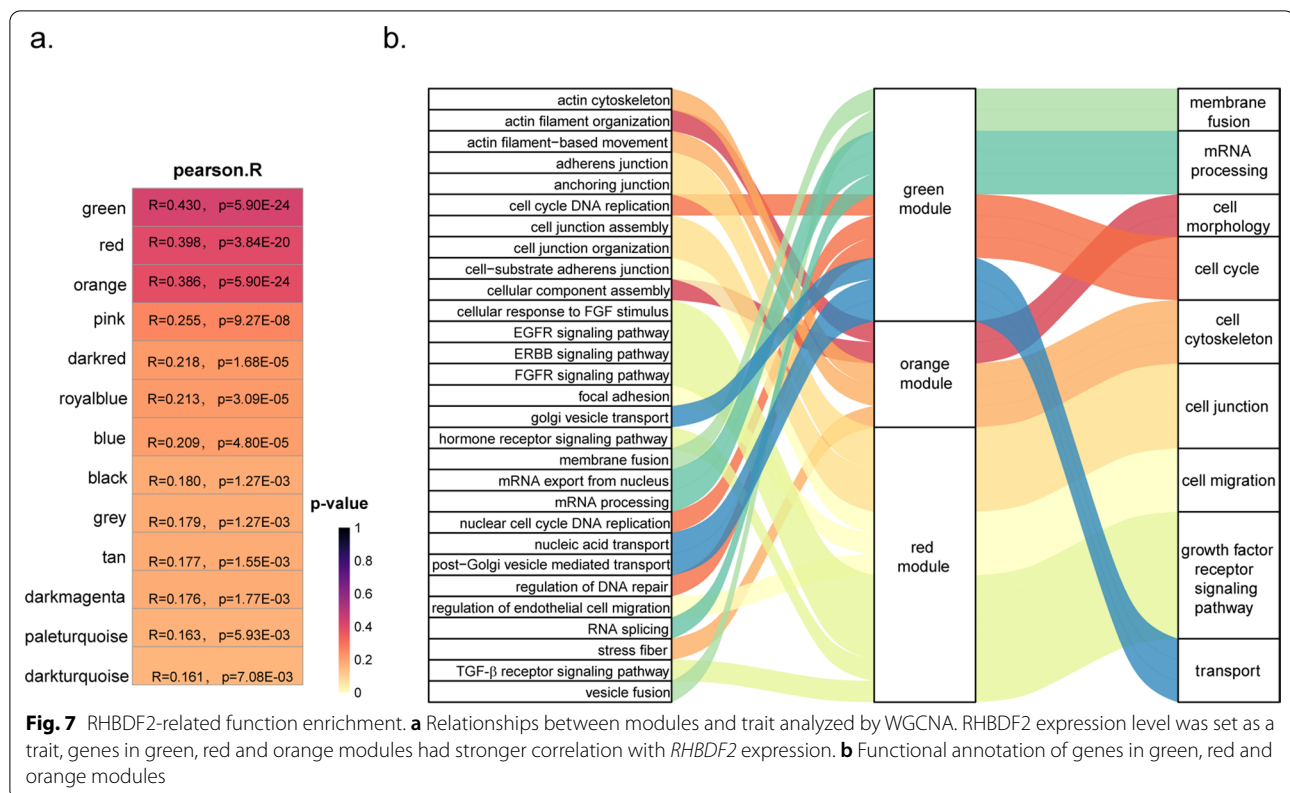 a.
pearson.R
green R=0.430, p=5.90E-24
red R=0.398, p=3.84E-20
orange R=0.386, p=5.90E-24
pink R=0.255, p=9.27E-08
darkred R=0.218, p=1.68E-05
royalblue R=0.213, p=3.09E-05
blue R=0.209, p=4.80E-05
black R=0.180, p=1.27E-03
grey R=0.179, p=1.27E-03
tan R=0.177, p=1.55E-03
darkmagenta R=0.176, p=1.77E-03
paleturquoise R=0.163, p=5.93E-03
darkturquoise R=0.161, p=7.08E-03
p-value
1
0.8
0.6
0.4
0.2
0
b.
actin cytoskeleton
actin filament organization
actin filament−based movement
adherens junction
anchoring junction
cell cycle DNA replication
cell junction assembly
cell junction organization
cell−substrate adherens junction
cellular component assembly
cellular response to FGF stimulus
EGFR signaling pathway
ERBB signaling pathway
FGFR signaling pathway
focal adhesion
golgi vesicle transport
hormone receptor signaling pathway
membrane fusion
mRNA export from nucleus
mRNA processing
nuclear cell cycle DNA replication
nucleic acid transport
post−Golgi vesicle mediated transport
regulation of DNA repair
regulation of endothelial cell migration
RNA splicing
stress fiber
TGF-β receptor signaling pathway
vesicle fusion
green
module
orange
module
red
module
membrane
fusion
mRNA
processing
cell
morphology
cell cycle
cell
cytoskeleton
cell junction
cell migration
growth factor
receptor
signaling
pathway
transport
Fig. 7 RHBDF2-related function enrichment. a Relationships between modules and trait analyzed by WGCNA. RHBDF2 expression level was set as a
trait, genes in green, red and orange modules had stronger correlation with RHBDF2 expression. b Functional annotation of genes in green, red and
orange modules